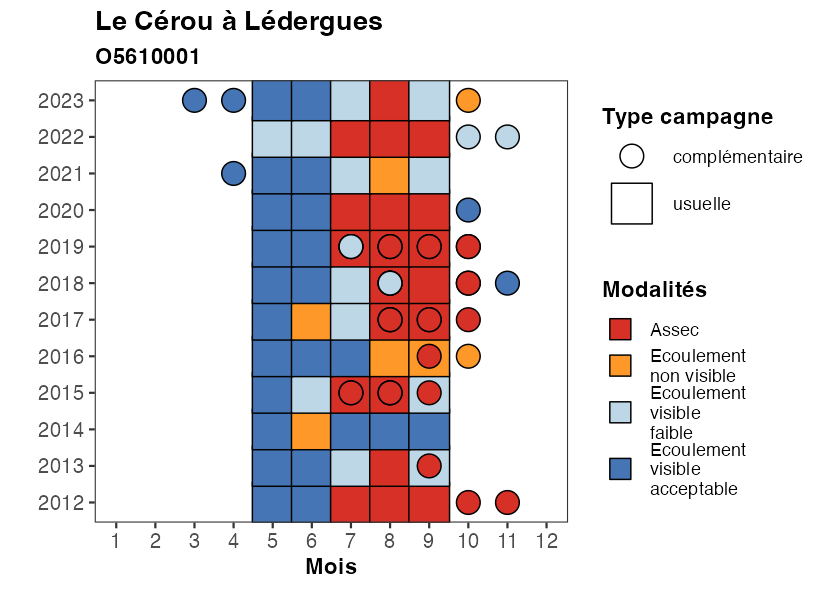 Le Cérou à Lédergues
O5610001
2023
2022
2021
2020
2019
2018
2017
2016
2015
2014
2013
2012
1 2 3 4 5 6 7 8 9 10 11 12
Mois
Type campagne
complémentaire
usuelle
Modalités
Assec
Ecoulement
non visible
Ecoulement
visible
faible
Ecoulement
visible
acceptable